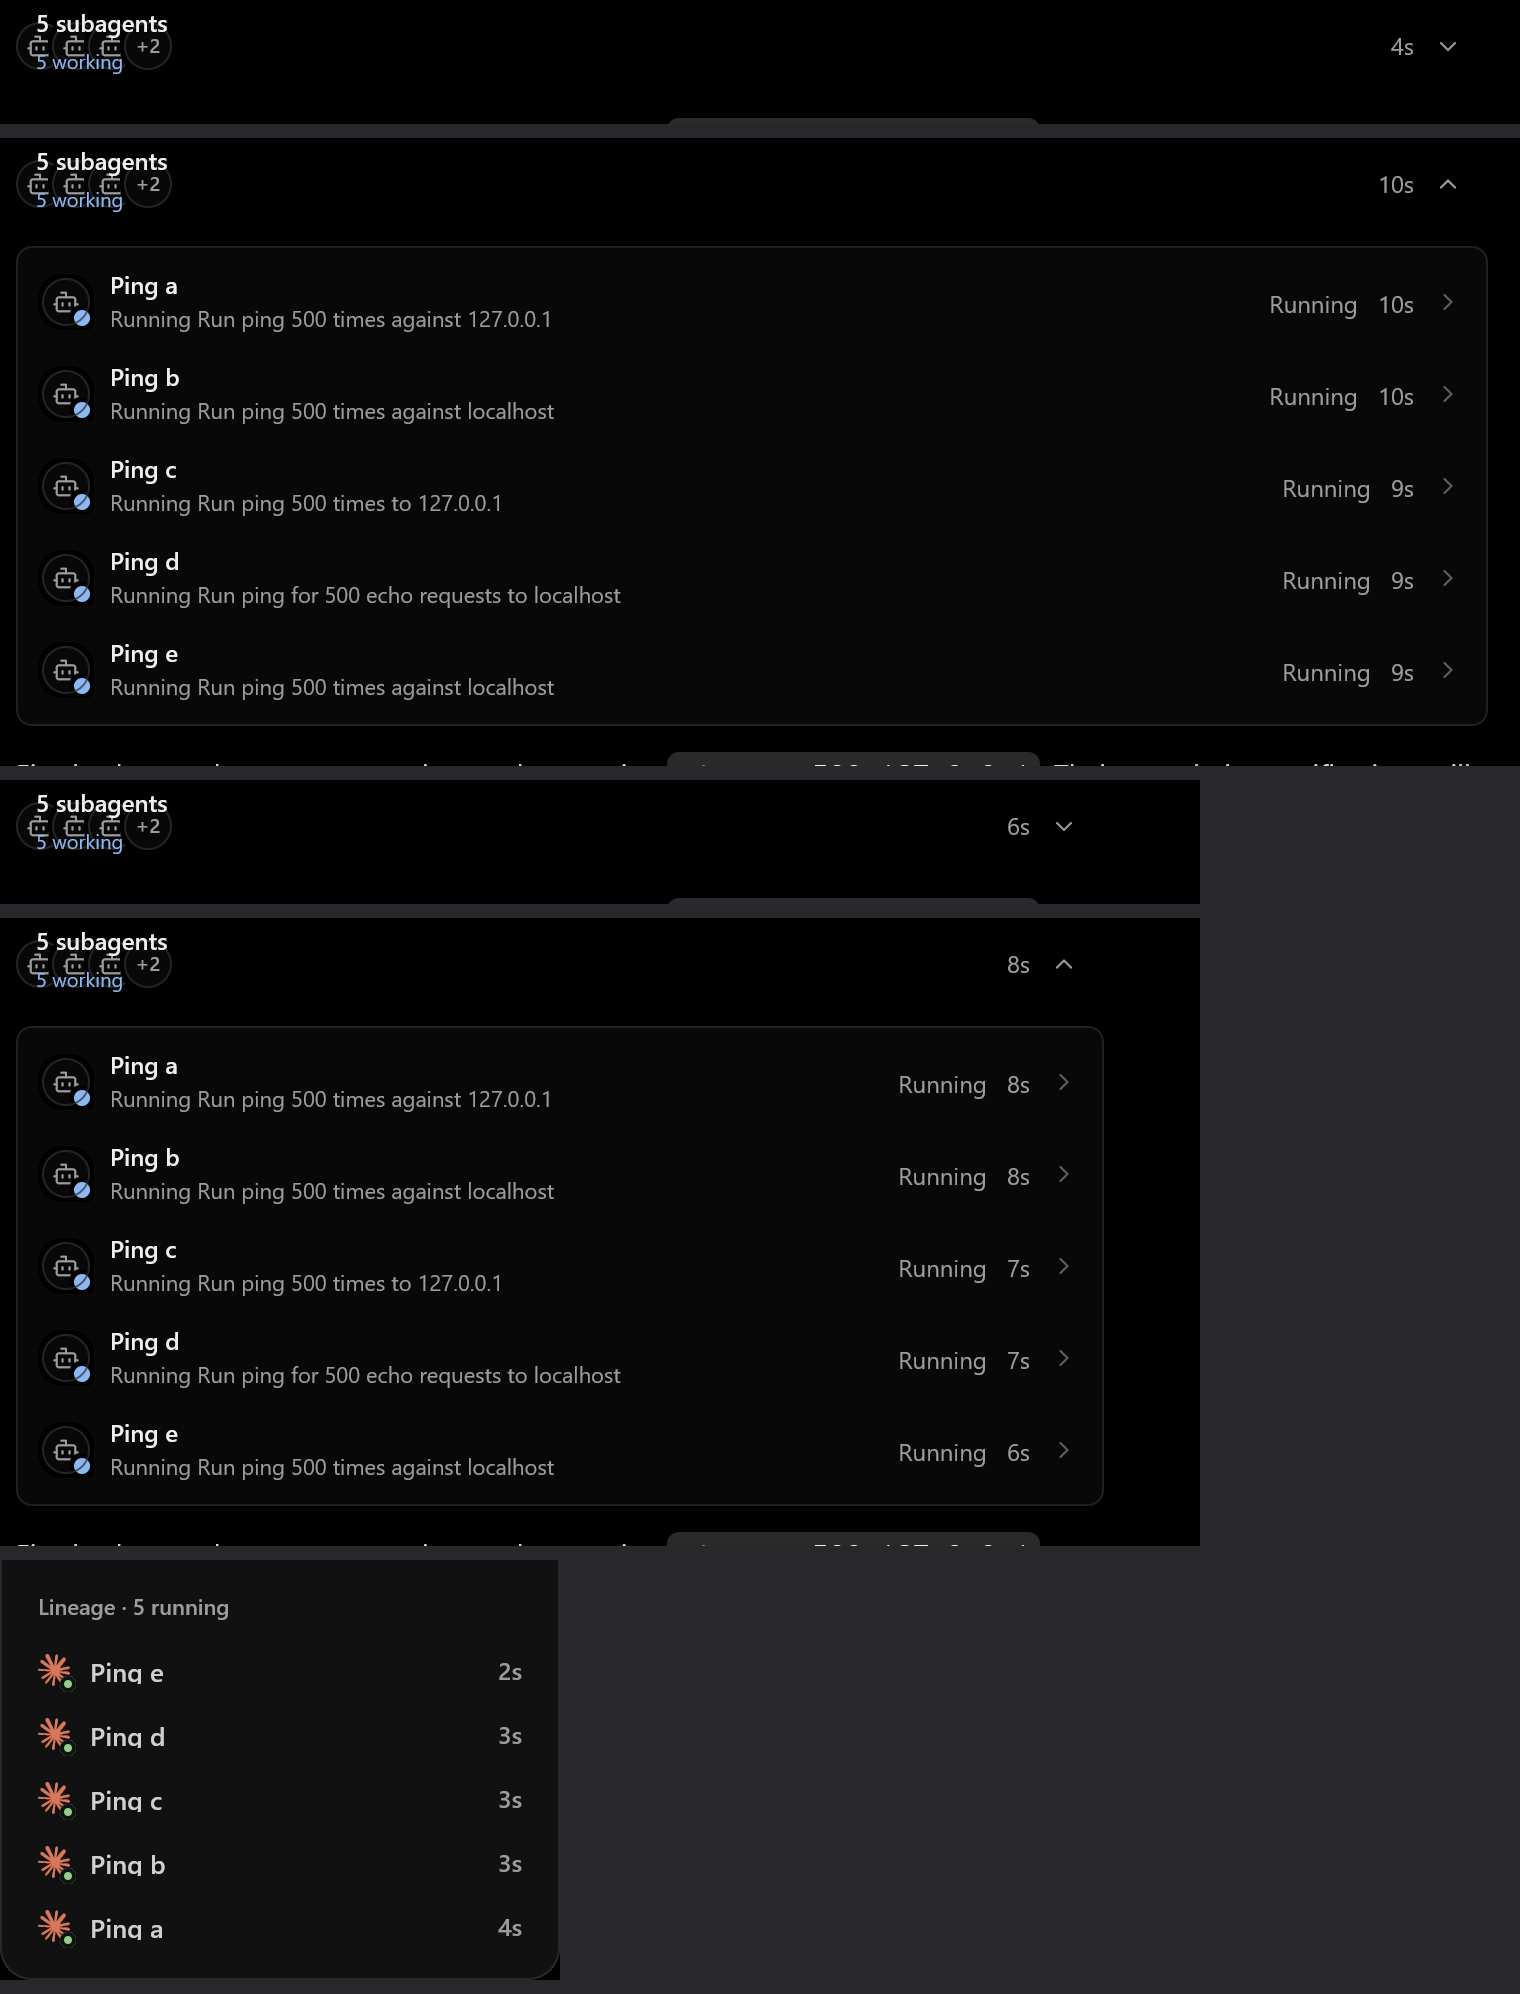 5 subagents
+2
5 working
4s
5 subagents
+2
5 working
10s
Ping a
Running Run ping 500 times against 127.0.0.1
Running 10s
Ping b
Running Run ping 500 times against localhost
Running 10s
Ping c
Running Run ping 500 times to 127.0.0.1
Running 9s
Ping d
Running Run ping for 500 echo requests to localhost
Running 9s
Ping e
Running Run ping 500 times against localhost
Running 9s
5 subagents
+2
5 working
6s
5 subagents
+2
5 working
8s
Ping a
Running Run ping 500 times against 127.0.0.1
Running 8s
Ping b
Running Run ping 500 times against localhost
Running 8s
Ping c
Running Run ping 500 times to 127.0.0.1
Running 7s
Ping d
Running Run ping for 500 echo requests to localhost
Running 7s
Ping e
Running Run ping 500 times against localhost
Running 6s
Lineage · 5 running
Ping e 2s
Ping d 3s
Ping c 3s
Ping b 3s
Ping a 4s